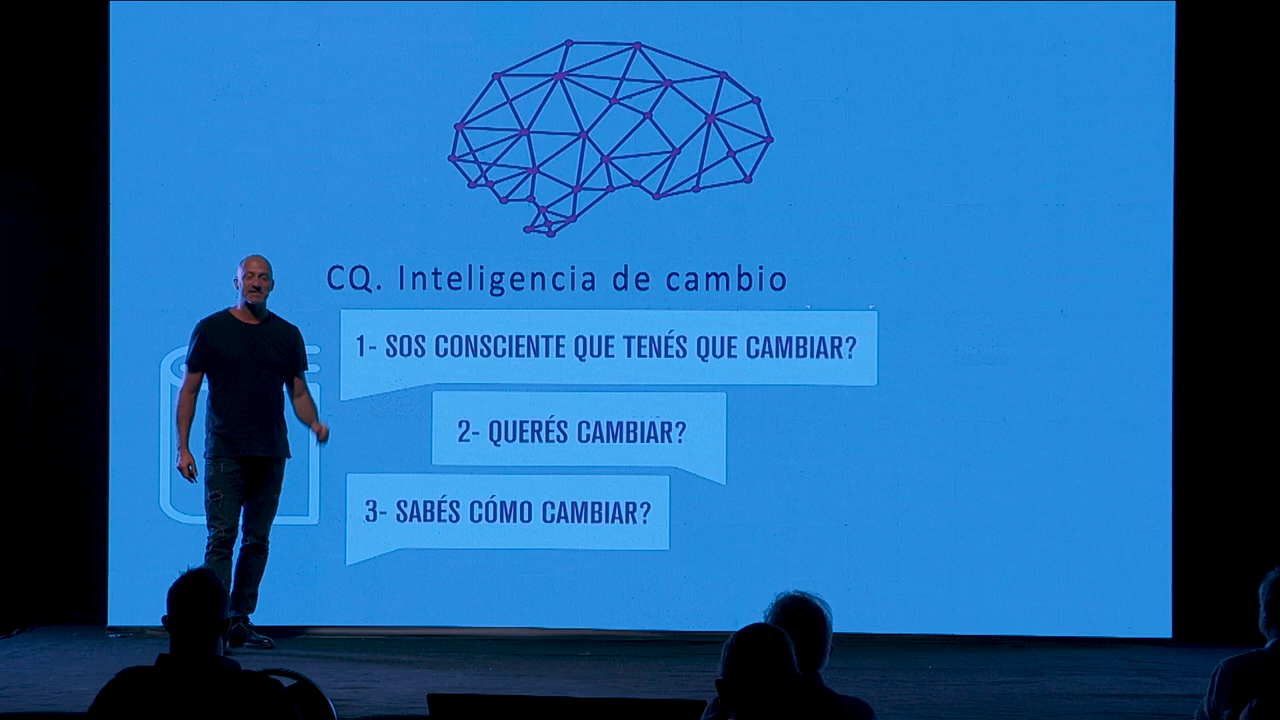 CQ. Inteligencia de cambio
1- SOS CONSCIENTE QUE TENÉS QUE CAMBIAR?
2- QUERÉS CAMBIAR?
3- SABÉS CÓMO CAMBIAR?